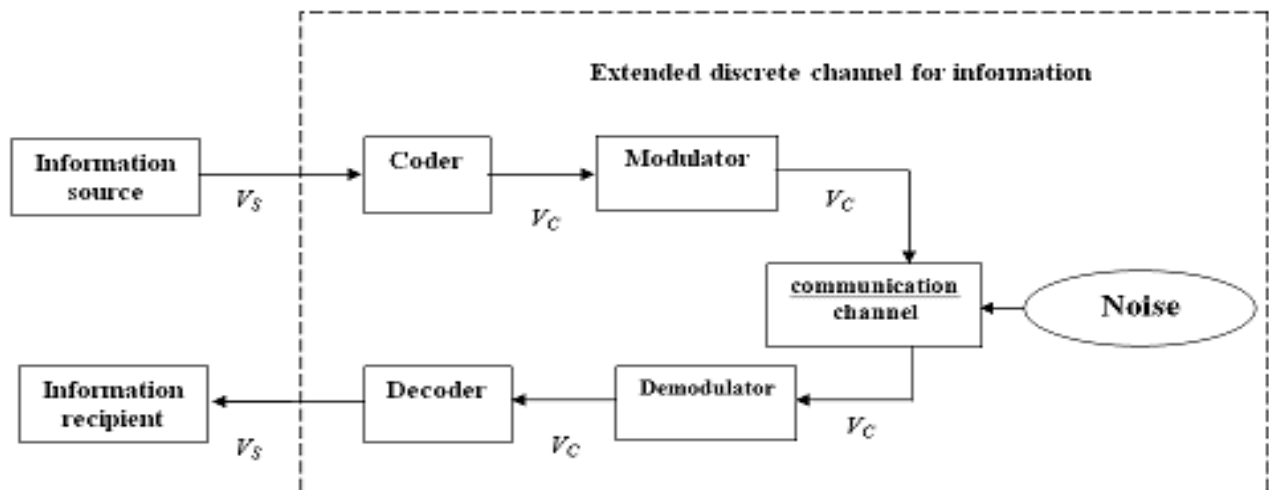 Extended discrete channel for information
Information
source
V_S
Coder
V_C
Modulator
V_C
communication
channel
Noise
Information
recipient
V_S
Decoder
V_C
Demodulator
V_C